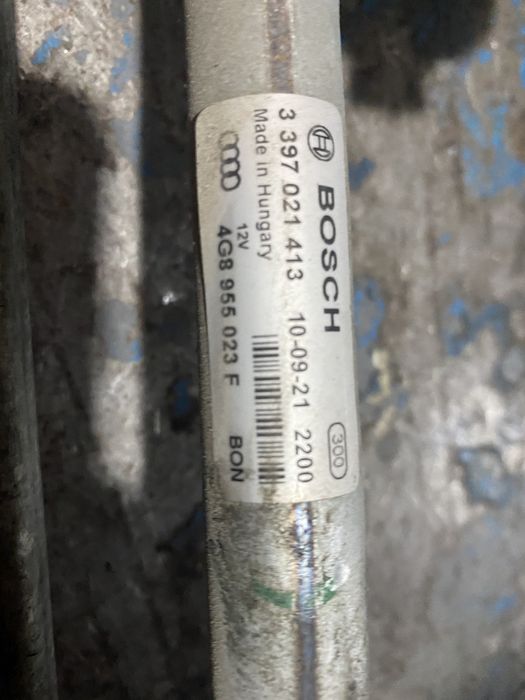 BOSCH
300
3 397 021 413 10-09-21 2200
Made in Hungary
12V
4G8 955 023 F
BON